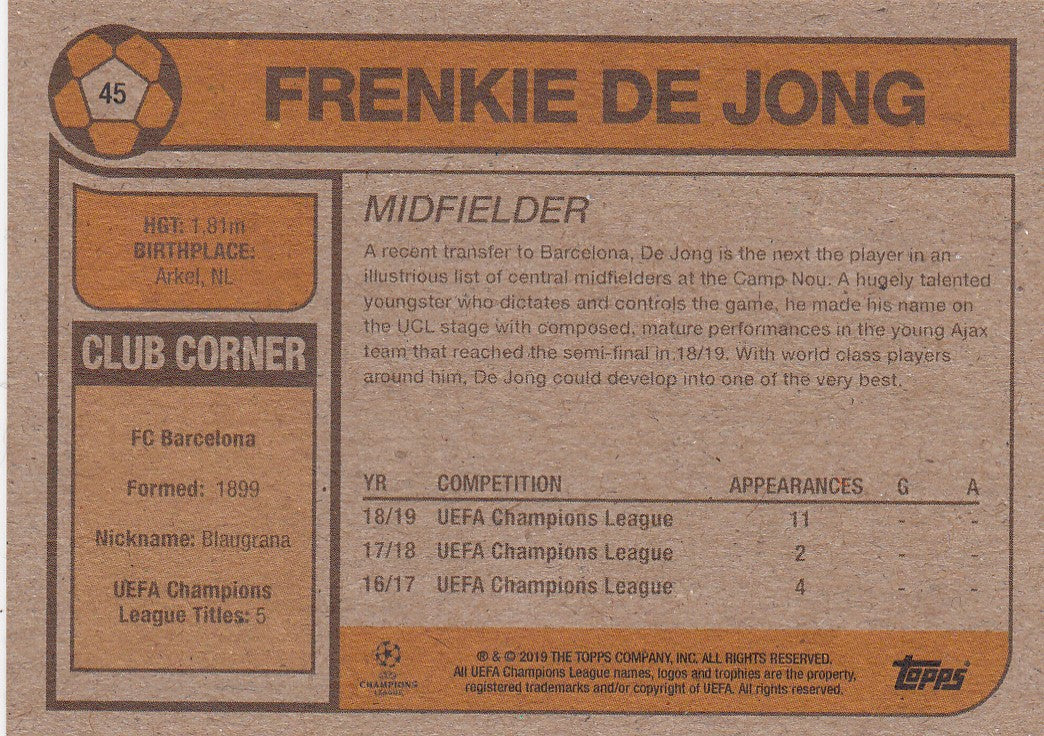 45
FRENKIE DE JONG
HGT: 1.81m
BIRTHPLACE:
Arkel, NL
CLUB CORNER
FC Barcelona
Formed: 1899
Nickname: Blaugrana
UEFA Champions
League Titles: 5
MIDFIELDER
A recent transfer to Barcelona, De Jong is the next the player in an
illustrious list of central midfielders at the Camp Nou. A hugely talented
youngster who dictates and controls the game, he made his name on
the UCL stage with composed, mature performances in the young Ajax
team that reached the semi-final in 18/19. With world class players
around him, De Jong could develop into one of the very best.
YR COMPETITION APPEARANCES G A
18/19 UEFA Champions League 11 - -
17/18 UEFA Champions League 2 - -
16/17 UEFA Champions League 4 - -
CHAMPIONS
LEAGUE
® & © 2019 THE TOPPS COMPANY, INC. ALL RIGHTS RESERVED.
All UEFA Champions League names, logos and trophies are the property,
registered trademarks and/or copyright of UEFA. All rights reserved.
topps